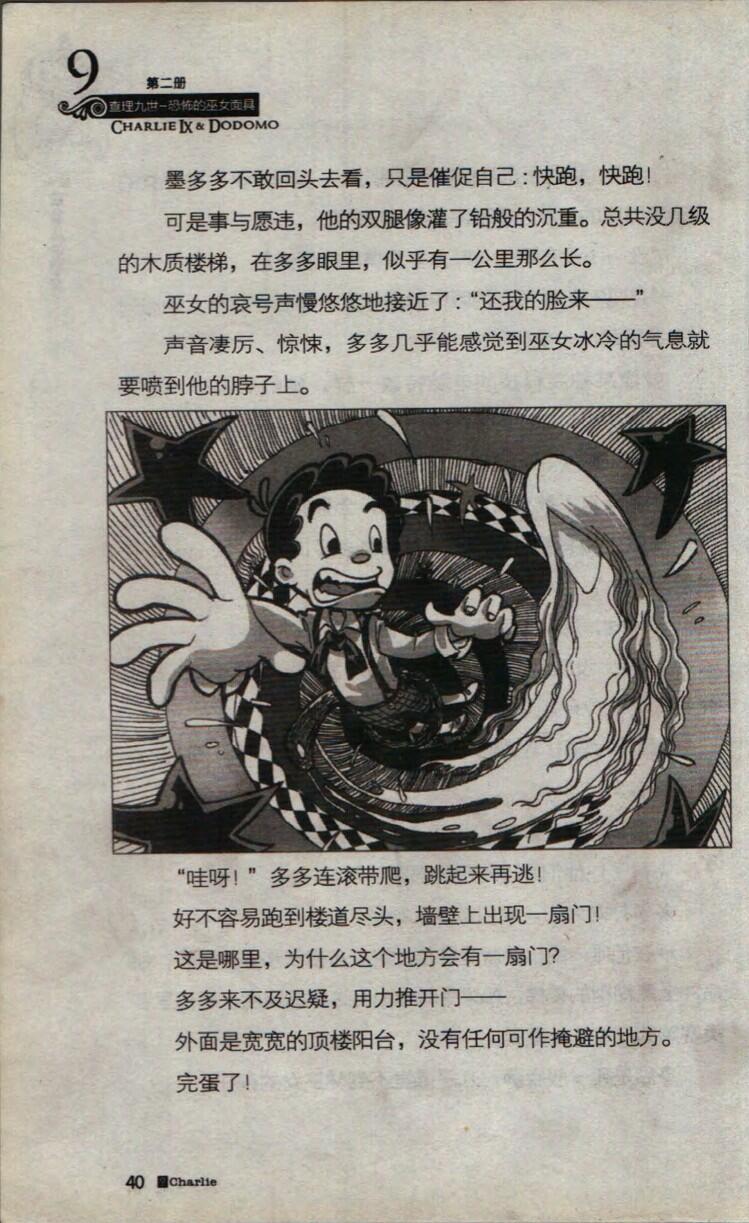 9
第二册
查理九世-恐怖的巫女面具
CHARLIE IX & DODOMO
墨多多不敢回头去看，只是催促自己：快跑，快跑！
可是事与愿违，他的双腿像灌了铅般的沉重。总共没几级
的木质楼梯，在多多眼里，似乎有一公里那么长。
巫女的哀号声慢悠悠地接近了：“还我的脸来——”
声音凄厉、惊悚，多多几乎能感觉到巫女冰冷的气息就
要喷到他的脖子上。
“哇呀！”多多连滚带爬，跳起来再逃！
好不容易跑到楼道尽头，墙壁上出现一扇门！
这是哪里，为什么这个地方会有一扇门？
多多来不及迟疑，用力推开门——
外面是宽宽的顶楼阳台，没有任何可作掩避的地方。
完蛋了！
40 Charlie